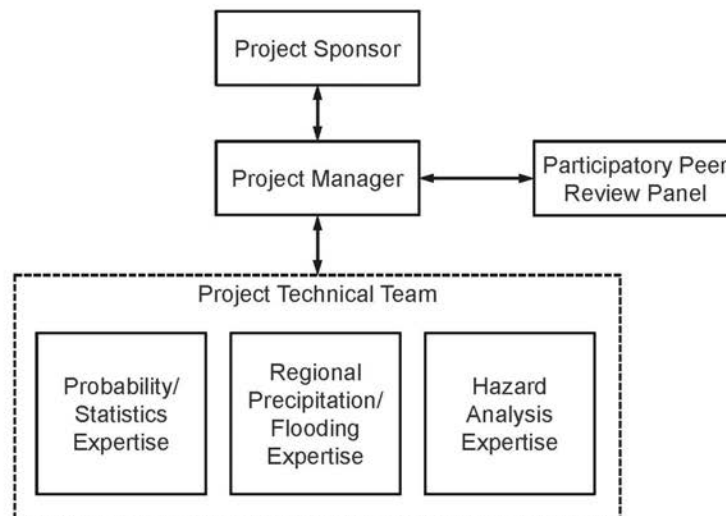 Project Sponsor
Project Manager
Participatory Peer
Review Panel
Project Technical Team
Probability/
Statistics
Expertise
Regional
Precipitation/
Flooding
Expertise
Hazard
Analysis
Expertise